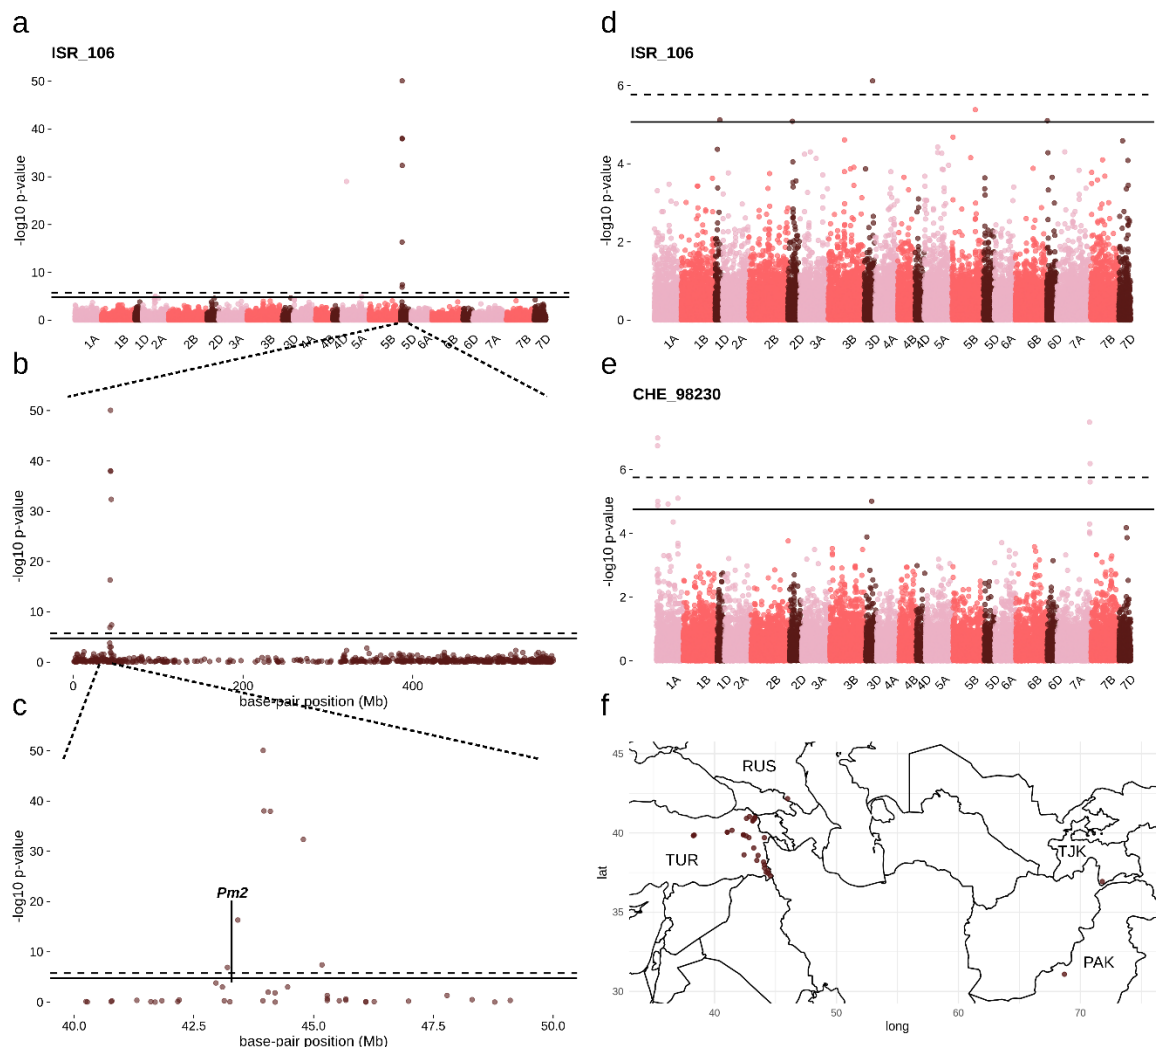 a
ISR_106
-log10 p-value
50
40
30
20
10
0
1A 1B 1D 2A 2B 2D 3A 3B 3D 4A 4B 4D 5A 5B 5D 6A 6B 6D 7A 7B 7D
b
-log10 p-value
50
40
30
20
10
0
0 200 400
base-pair position (Mb)
c
-log10 p-value
50
40
30
20
10
0
Pm2
40.0 42.5 45.0 47.5 50.0
base-pair position (Mb)
d
ISR_106
-log10 p-value
6
4
2
0
1A 1B 1D 2A 2B 2D 3A 3B 3D 4A 4B 4D 5A 5B 5D 6A 6B 6D 7A 7B 7D
e
CHE_98230
-log10 p-value
6
4
2
0
1A 1B 1D 2A 2B 2D 3A 3B 3D 4A 4B 4D 5A 5B 5D 6A 6B 6D 7A 7B 7D
f
lat
45
40
35
30
RUS
TUR
TJK
PAK
40 50 60 70
long